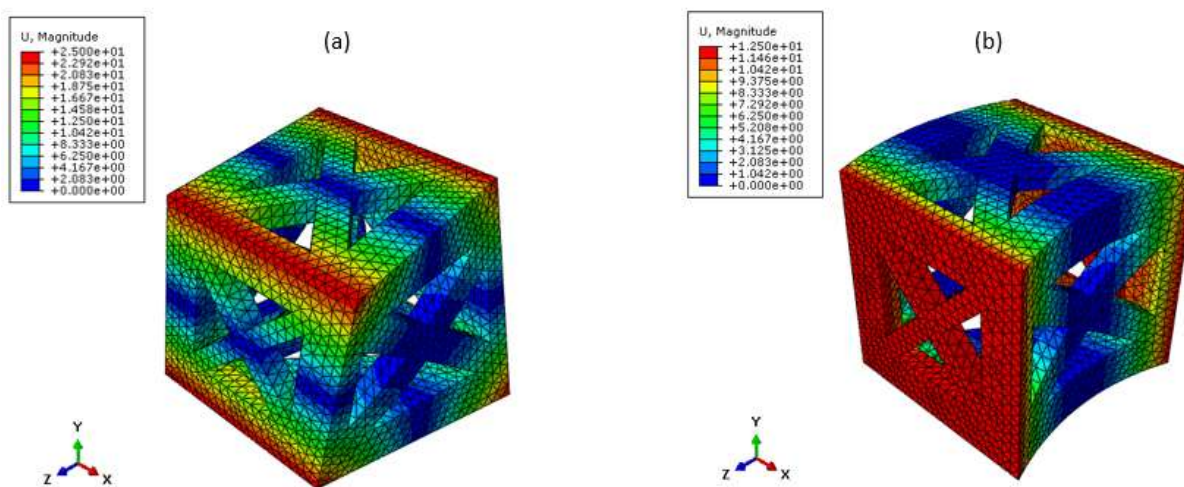 (a)
U, Magnitude
+2.500e+01
+2.292e+01
+2.083e+01
+1.875e+01
+1.667e+01
+1.458e+01
+1.250e+01
+1.042e+01
+8.333e+00
+6.250e+00
+4.167e+00
+2.083e+00
+0.000e+00
Y
Z
X
(b)
U, Magnitude
+1.250e+01
+1.146e+01
+1.042e+01
+9.375e+00
+8.333e+00
+7.292e+00
+6.250e+00
+5.208e+00
+4.167e+00
+3.125e+00
+2.083e+00
+1.042e+00
+0.000e+00
Y
Z
X